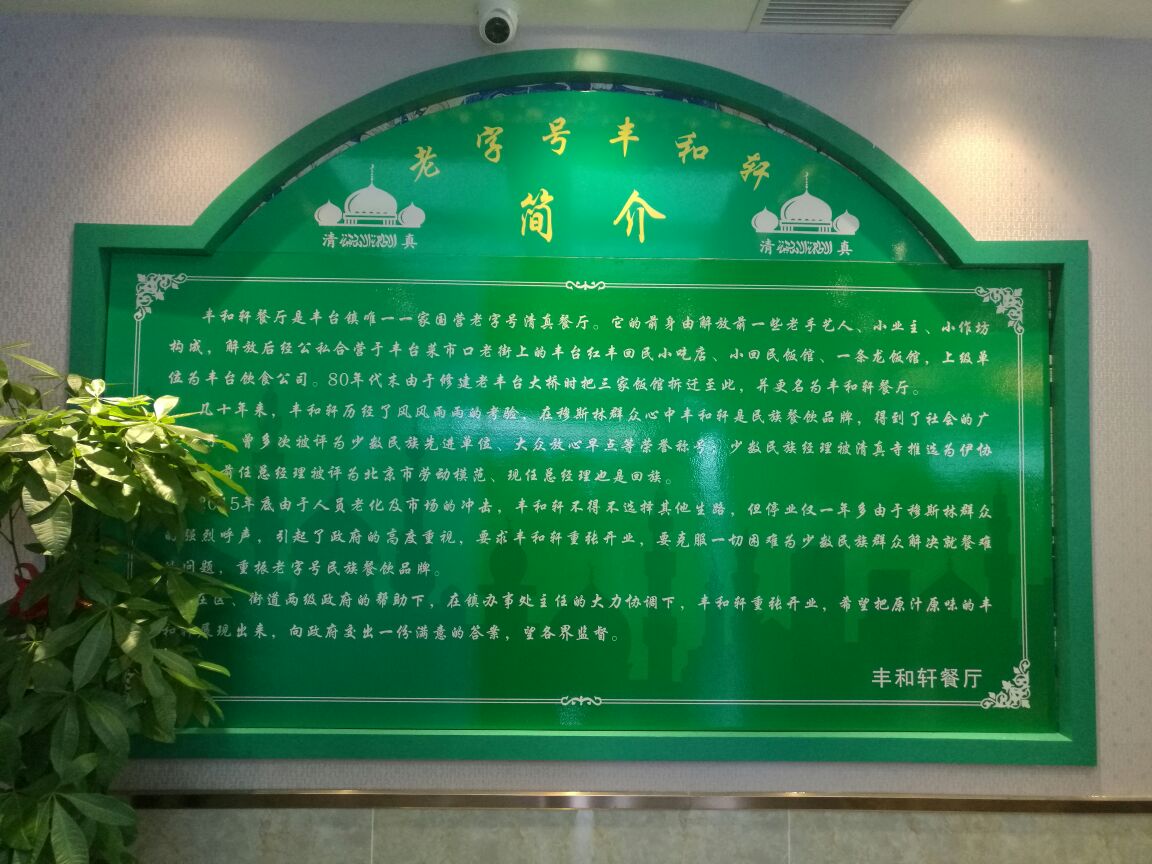 老字号丰和轩
简介
清 真
清 真
丰和轩餐厅是丰台镇唯一一家国营老字号清真餐厅。它的前身由解放前一些老手艺人、小业主、小作坊
构成，解放后经公私合营于丰台菜市口老街上的丰台红丰回民小吃店、小回民饭馆、一条龙饭馆，上级单
位为丰台饮食公司。80年代末由于修建老丰台大桥时把三家饭馆拆迁至此，并更名为丰和轩餐厅。
几十年来，丰和轩历经了风风雨雨的考验，在穆斯林群众心中丰和轩是民族餐饮品牌，得到了社会的广
曾多次被评为少数民族先进单位、大众放心早点等荣誉称号，少数民族经理被清真寺推选为伊协
前任总经理被评为北京市劳动模范、现任总经理也是回族。
5年底由于人员老化及市场的冲击，丰和轩不得不选择其他生路，但停业仅一年多由于穆斯林群众
强烈呼声，引起了政府的高度重视，要求丰和轩重张开业，要克服一切困难为少数民族群众解决就餐难
问题，重振老字号民族餐饮品牌。
区、街道两级政府的帮助下，在镇办事处主任的大力协调下，丰和轩重张开业，希望把原汁原味的丰
和 展现出来，向政府交出一份满意的答案，望各界监督。
丰和轩餐厅